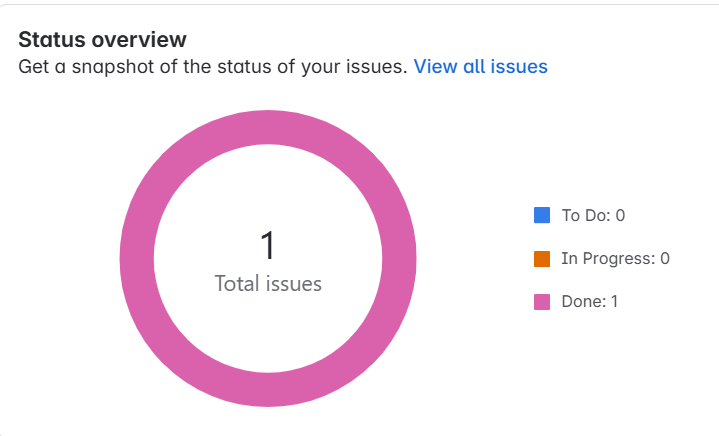 Status overview
Get a snapshot of the status of your issues. View all issues
1
Total issues
To Do: 0
In Progress: 0
Done: 1